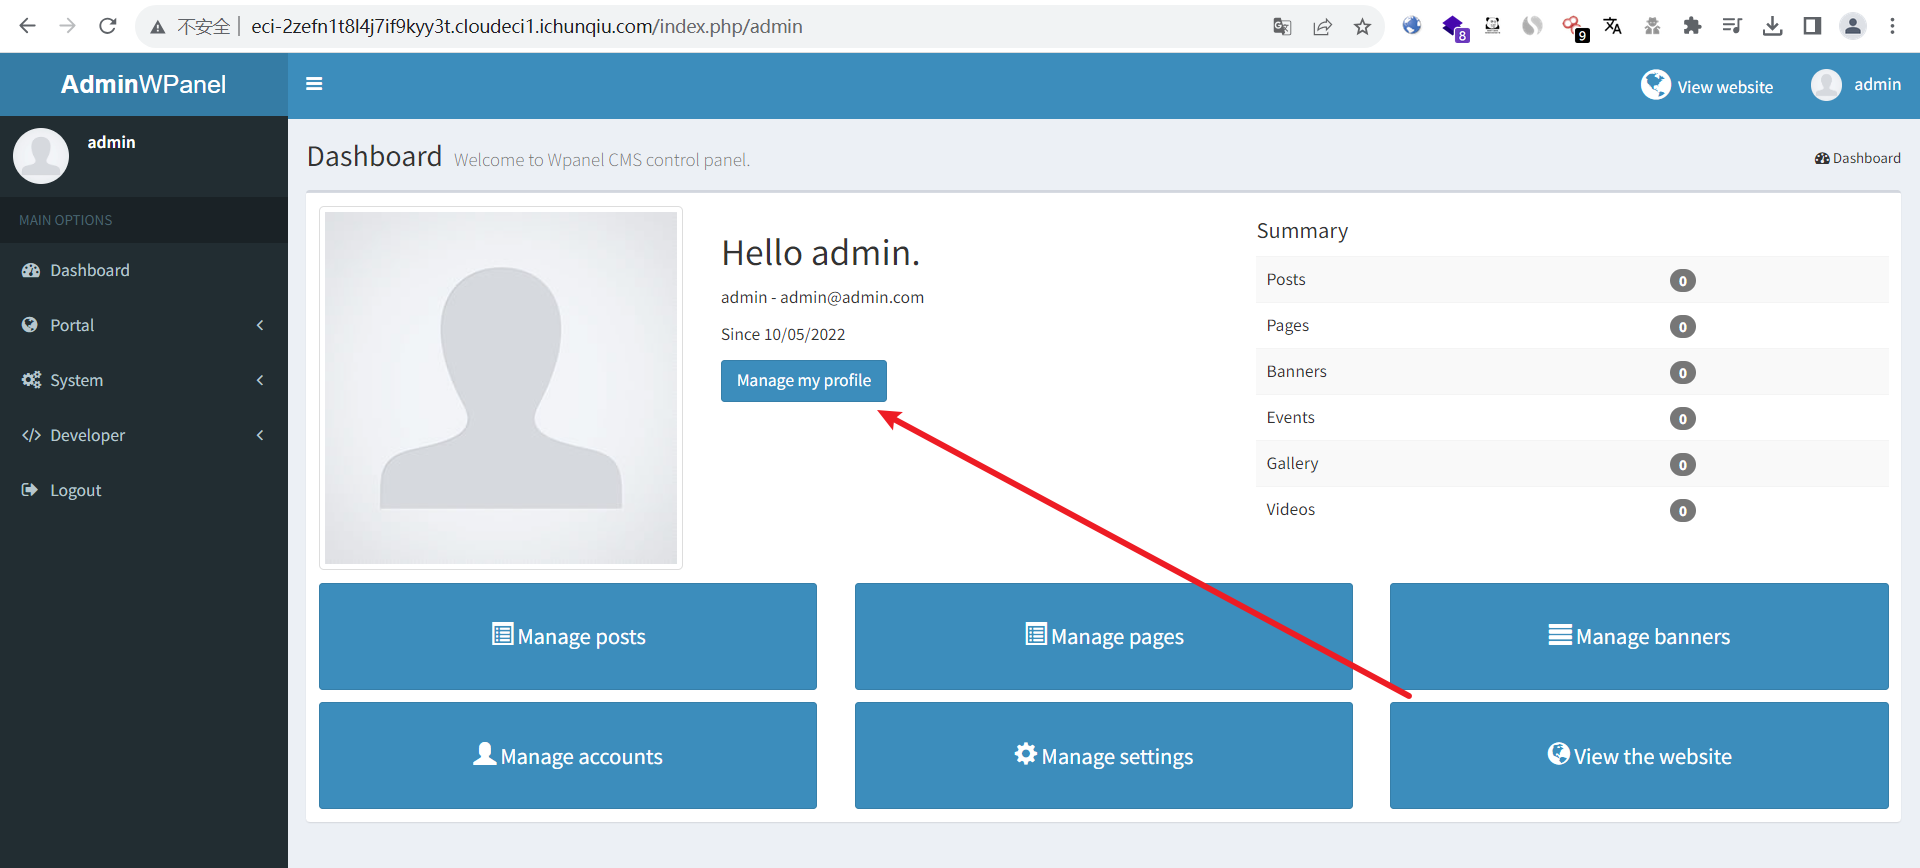 不安全 eci-2zefn1t8l4j7if9kyy3t.cloudeci1.ichunqiu.com/index.php/admin
8
9
AdminWPanel
View website
admin
admin
Dashboard Welcome to Wpanel CMS control panel.
Dashboard
MAIN OPTIONS
Dashboard
Portal
System
Developer
Logout
Hello admin.
admin - admin@admin.com
Since 10/05/2022
Manage my profile
Summary
Posts 0
Pages 0
Banners 0
Events 0
Gallery 0
Videos 0
Manage posts
Manage pages
Manage banners
Manage accounts
Manage settings
View the website